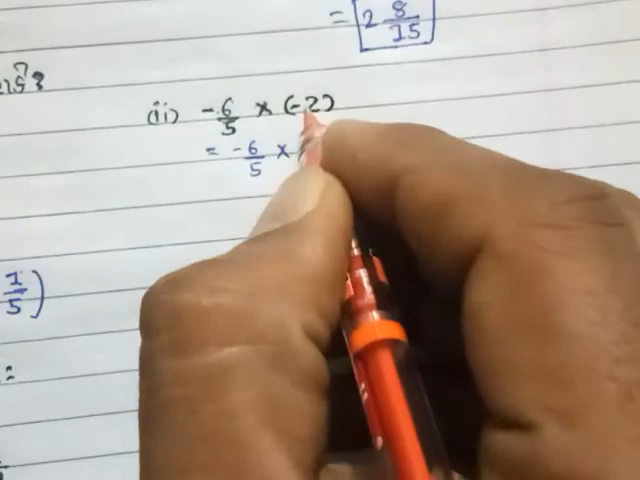 = 2 8/15
(ii) -6/5 × (-2)
= -6/5 ×
1/5)